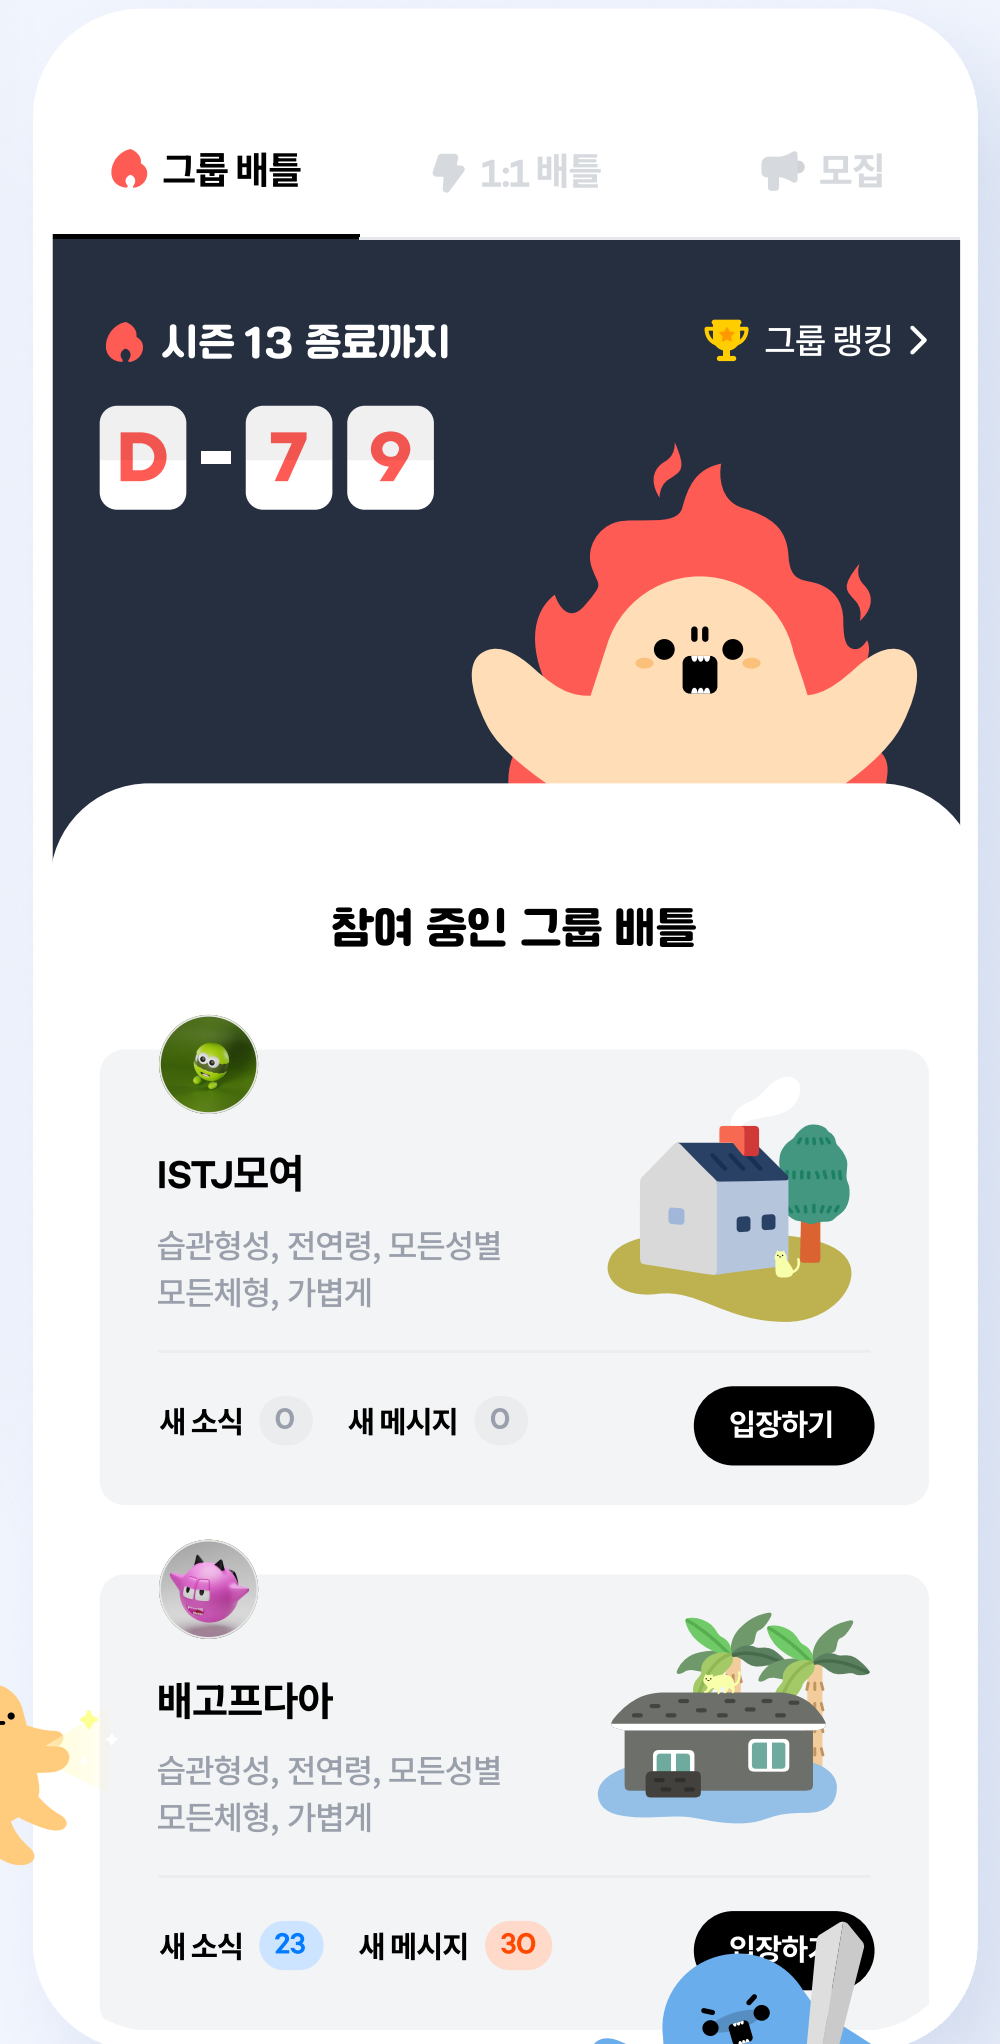 그룹 배틀
1:1 배틀
모집
시즌 13 종료까지
그룹 랭킹
D-79
참여 중인 그룹 배틀
ISTJ모여
습관형성, 전연령, 모든성별
모든체형, 가볍게
새 소식 0 새 메시지 0 입장하기
배고프다아
습관형성, 전연령, 모든성별
모든체형, 가볍게
새 소식 23 새 메시지 30